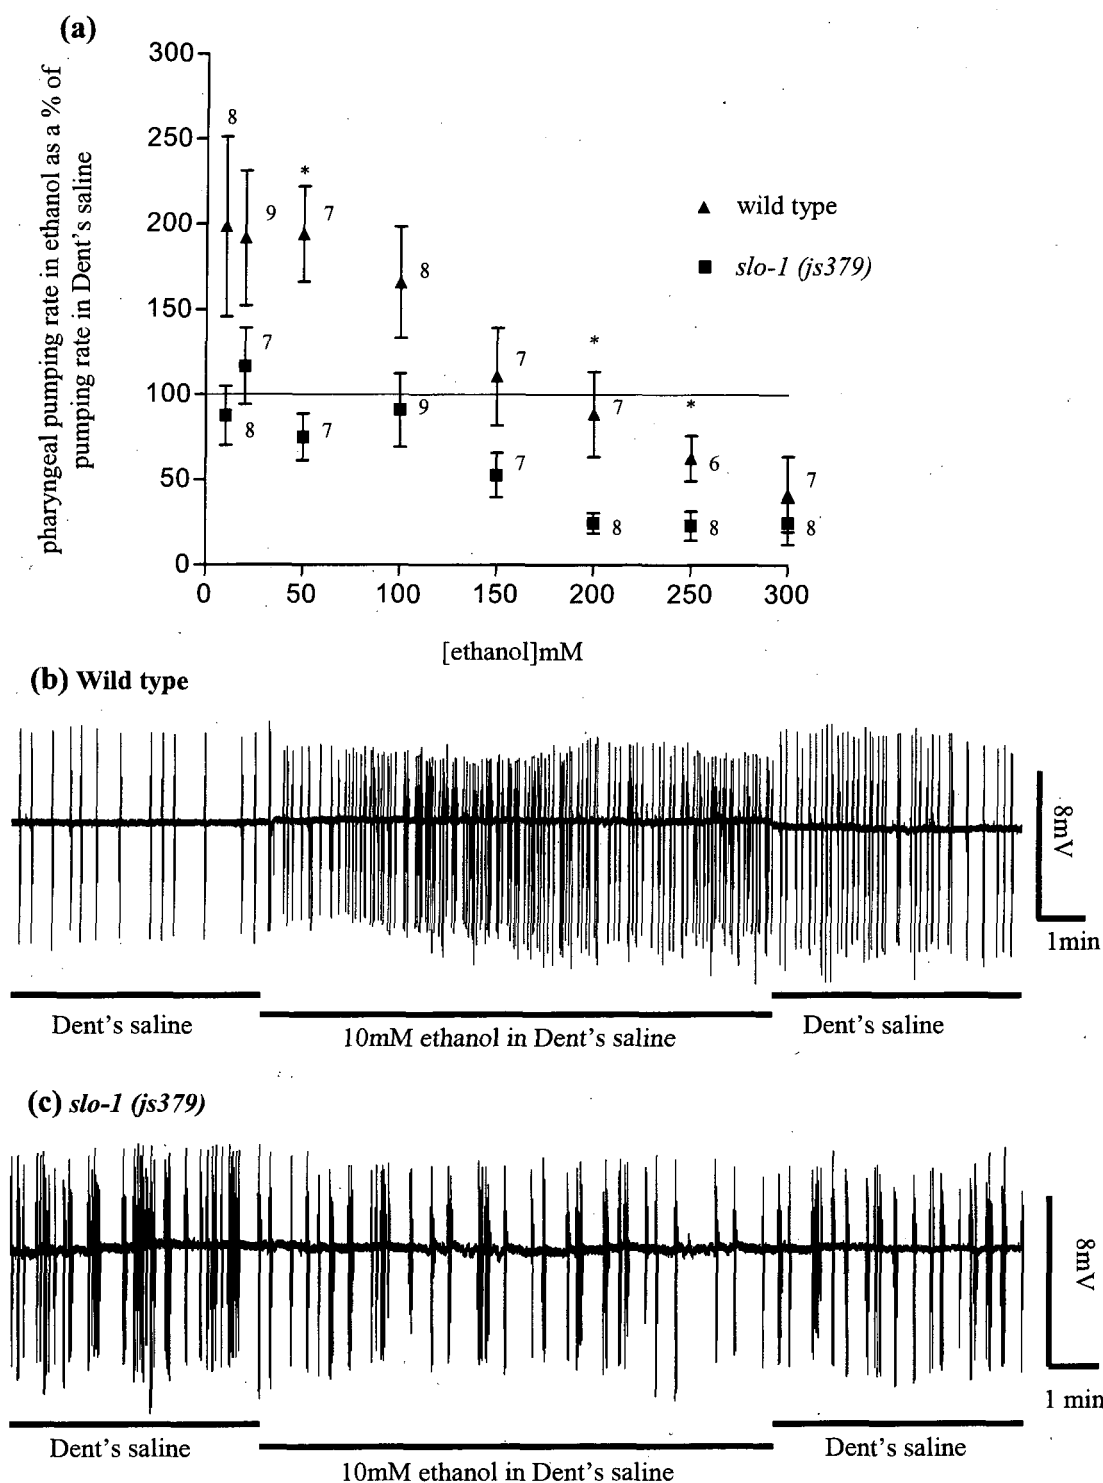 (a)
pharyngeal pumping rate in ethanol as a % of
pumping rate in Dent's saline
300
250
200
150
100
50
0
8
9
*
7
8
7
*
7
*
6
7
8
7
7
9
7
8
8
8
▲ wild type
■ slo-1 (js379)
0 50 100 150 200 250 300
[ethanol]mM
(b) Wild type
8mV
1min
Dent's saline
10mM ethanol in Dent's saline
Dent's saline
(c) slo-1 (js379)
8mV
1 min
Dent's saline
10mM ethanol in Dent's saline
Dent's saline